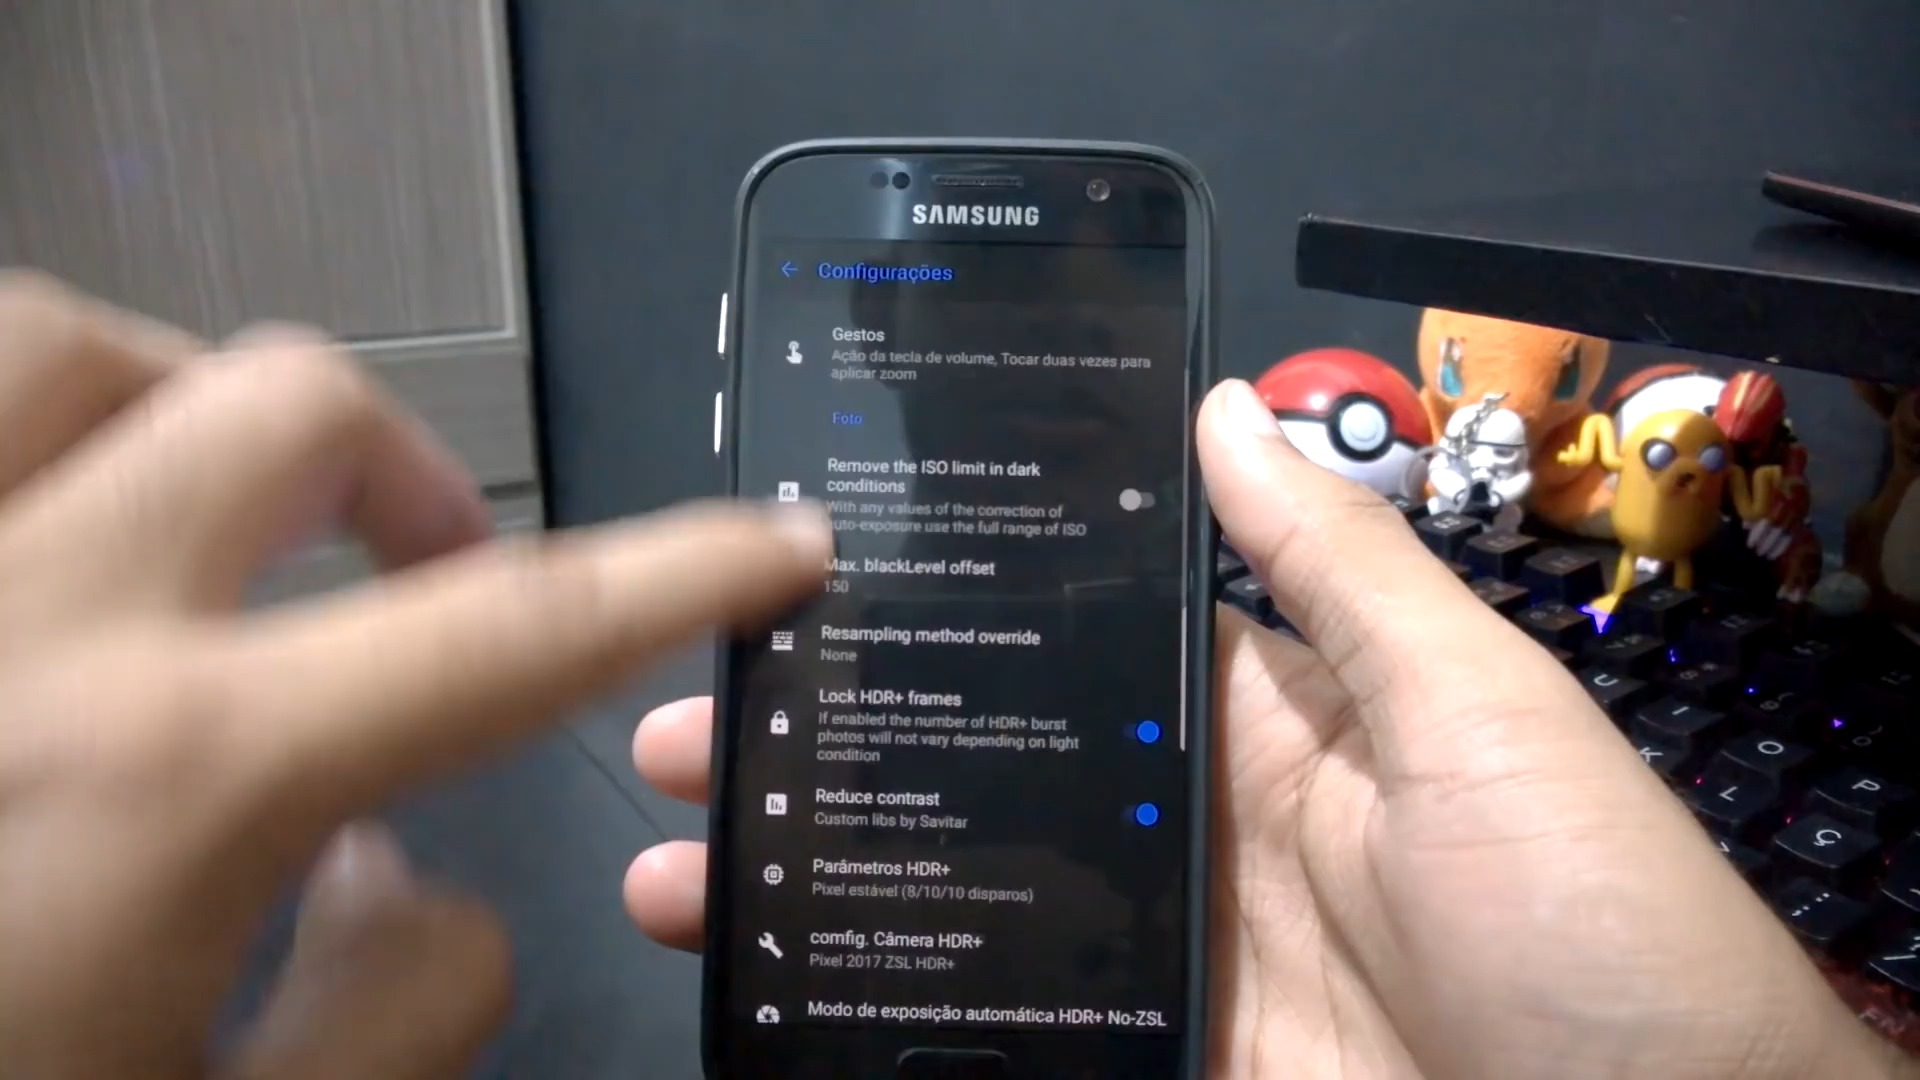 SAMSUNG
Configurações
Gestos
Ação da tecla de volume, Tocar duas vezes para
aplicar zoom
Foto
Remove the ISO limit in dark
conditions
With any values of the correction of
auto-exposure use the full range of ISO
Max. blackLevel offset
150
Resampling method override
None
Lock HDR+ frames
If enabled the number of HDR+ burst
photos will not vary depending on light
condition
Reduce contrast
Custom libs by Savitar
Parâmetros HDR+
Pixel estável (8/10/10 disparos)
comfig. Câmera HDR+
Pixel 2017 ZSL HDR+
Modo de exposição automática HDR+ No-ZSL
U
I
O
P
K
L
Ç
FN